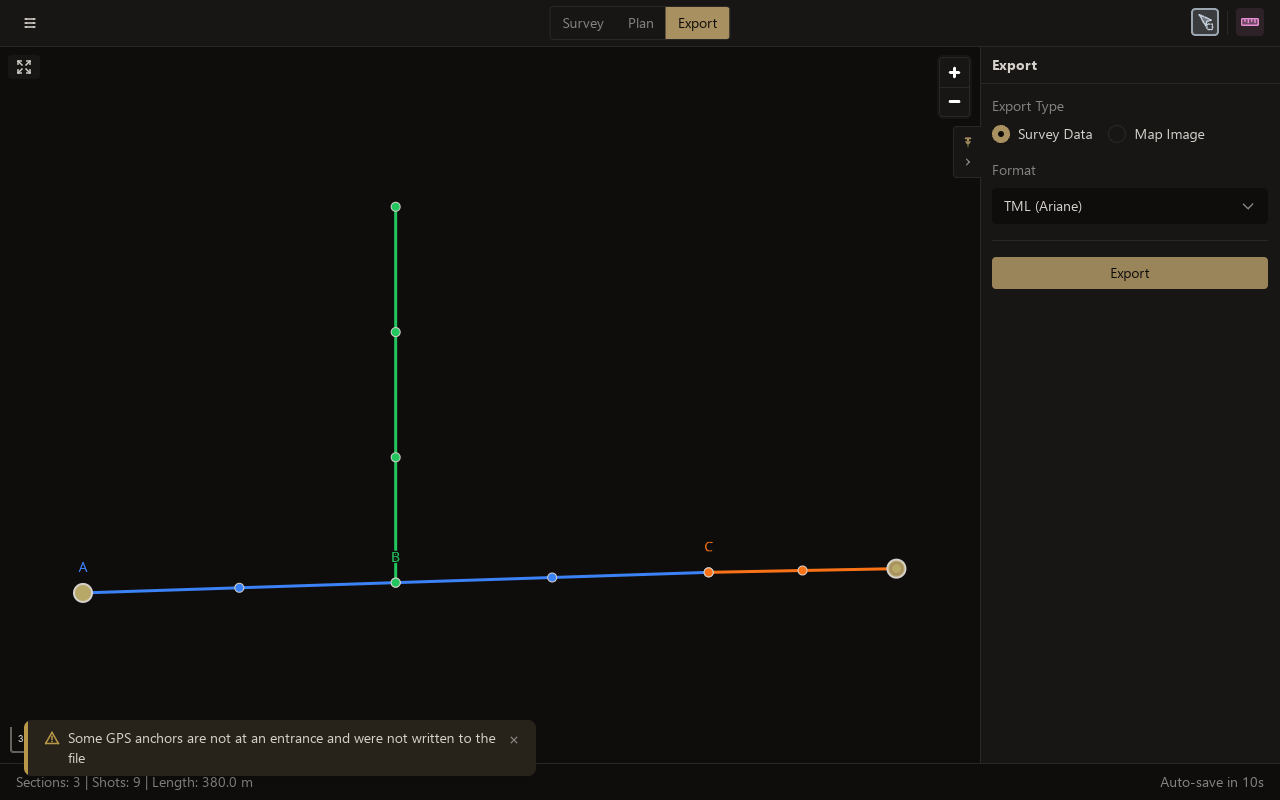 Survey Plan Export
Export
Export Type
Survey Data Map Image
Format
TML (Ariane)
Export
A
B
C
3
Some GPS anchors are not at an entrance and were not written to the
file
Sections: 3 | Shots: 9 | Length: 380.0 m
Auto-save in 10s